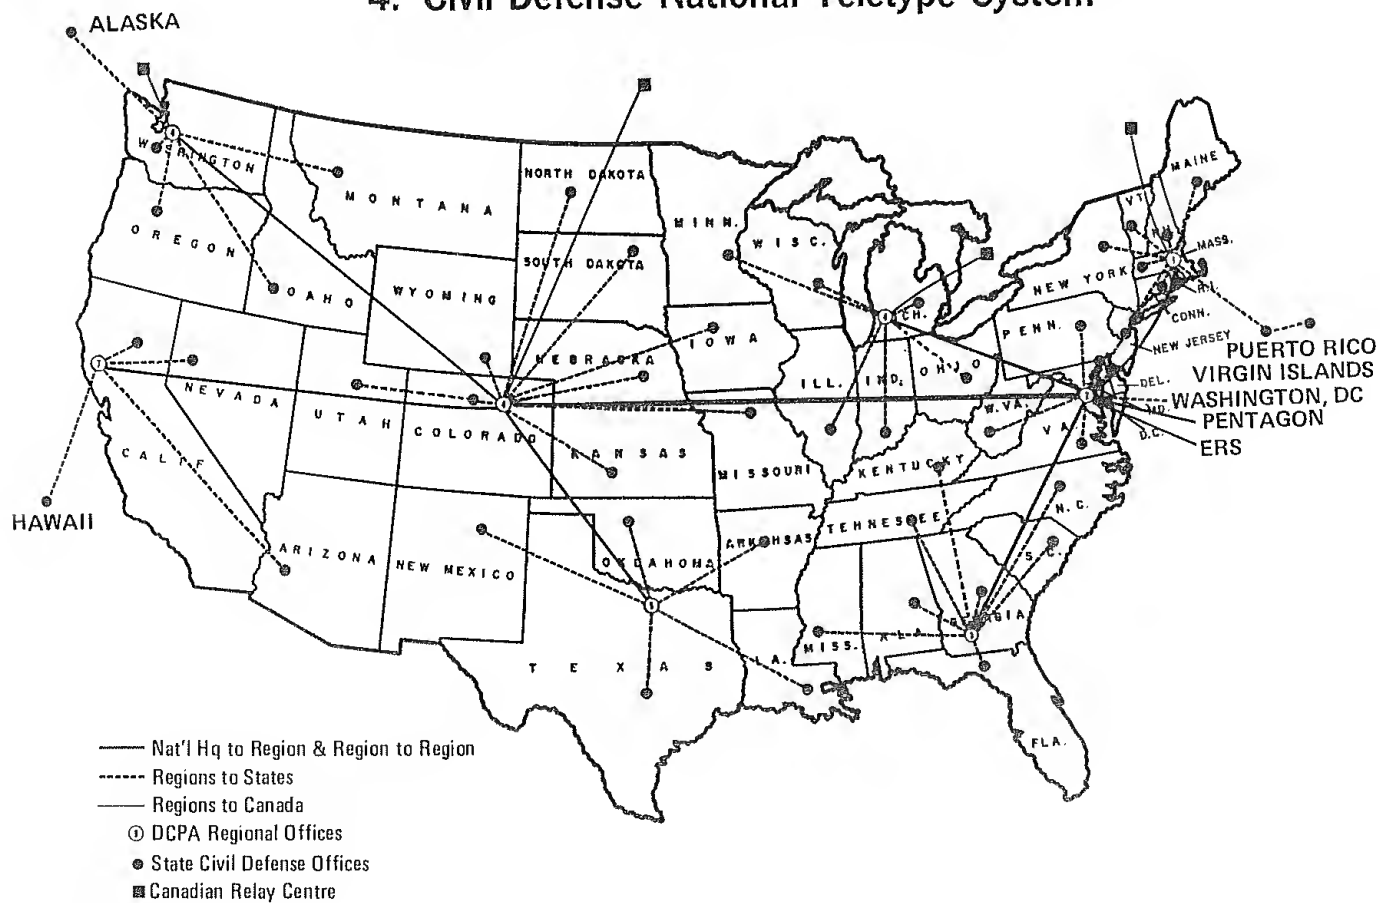 4. Civil Defense National Teletype System
ALASKA
WASHINGTON
MONTANA
NORTH DAKOTA
MINN.
MAINE
VT.
N.H.
MASS.
OREGON
IDAHO
WYOMING
SOUTH DAKOTA
WISC.
NEW YORK
R.I.
CONN.
MICH.
PENN.
NEW JERSEY
PUERTO RICO
VIRGIN ISLANDS
NEVADA
UTAH
COLORADO
NEBRASKA
IOWA
ILL.
IND.
OHIO
DEL.
WASHINGTON, DC
MD.
PENTAGON
W.VA.
VA.
D.C.
ERS
CALIF
KANSAS
MISSOURI
KENTUCKY
HAWAII
ARIZONA
NEW MEXICO
OKLAHOMA
ARKANSAS
TENNESSEE
N.C.
S.C.
TEXAS
LA.
MISS.
ALA.
GEORGIA
FLA.
Nat'l Hq to Region & Region to Region
Regions to States
Regions to Canada
DCPA Regional Offices
State Civil Defense Offices
Canadian Relay Centre